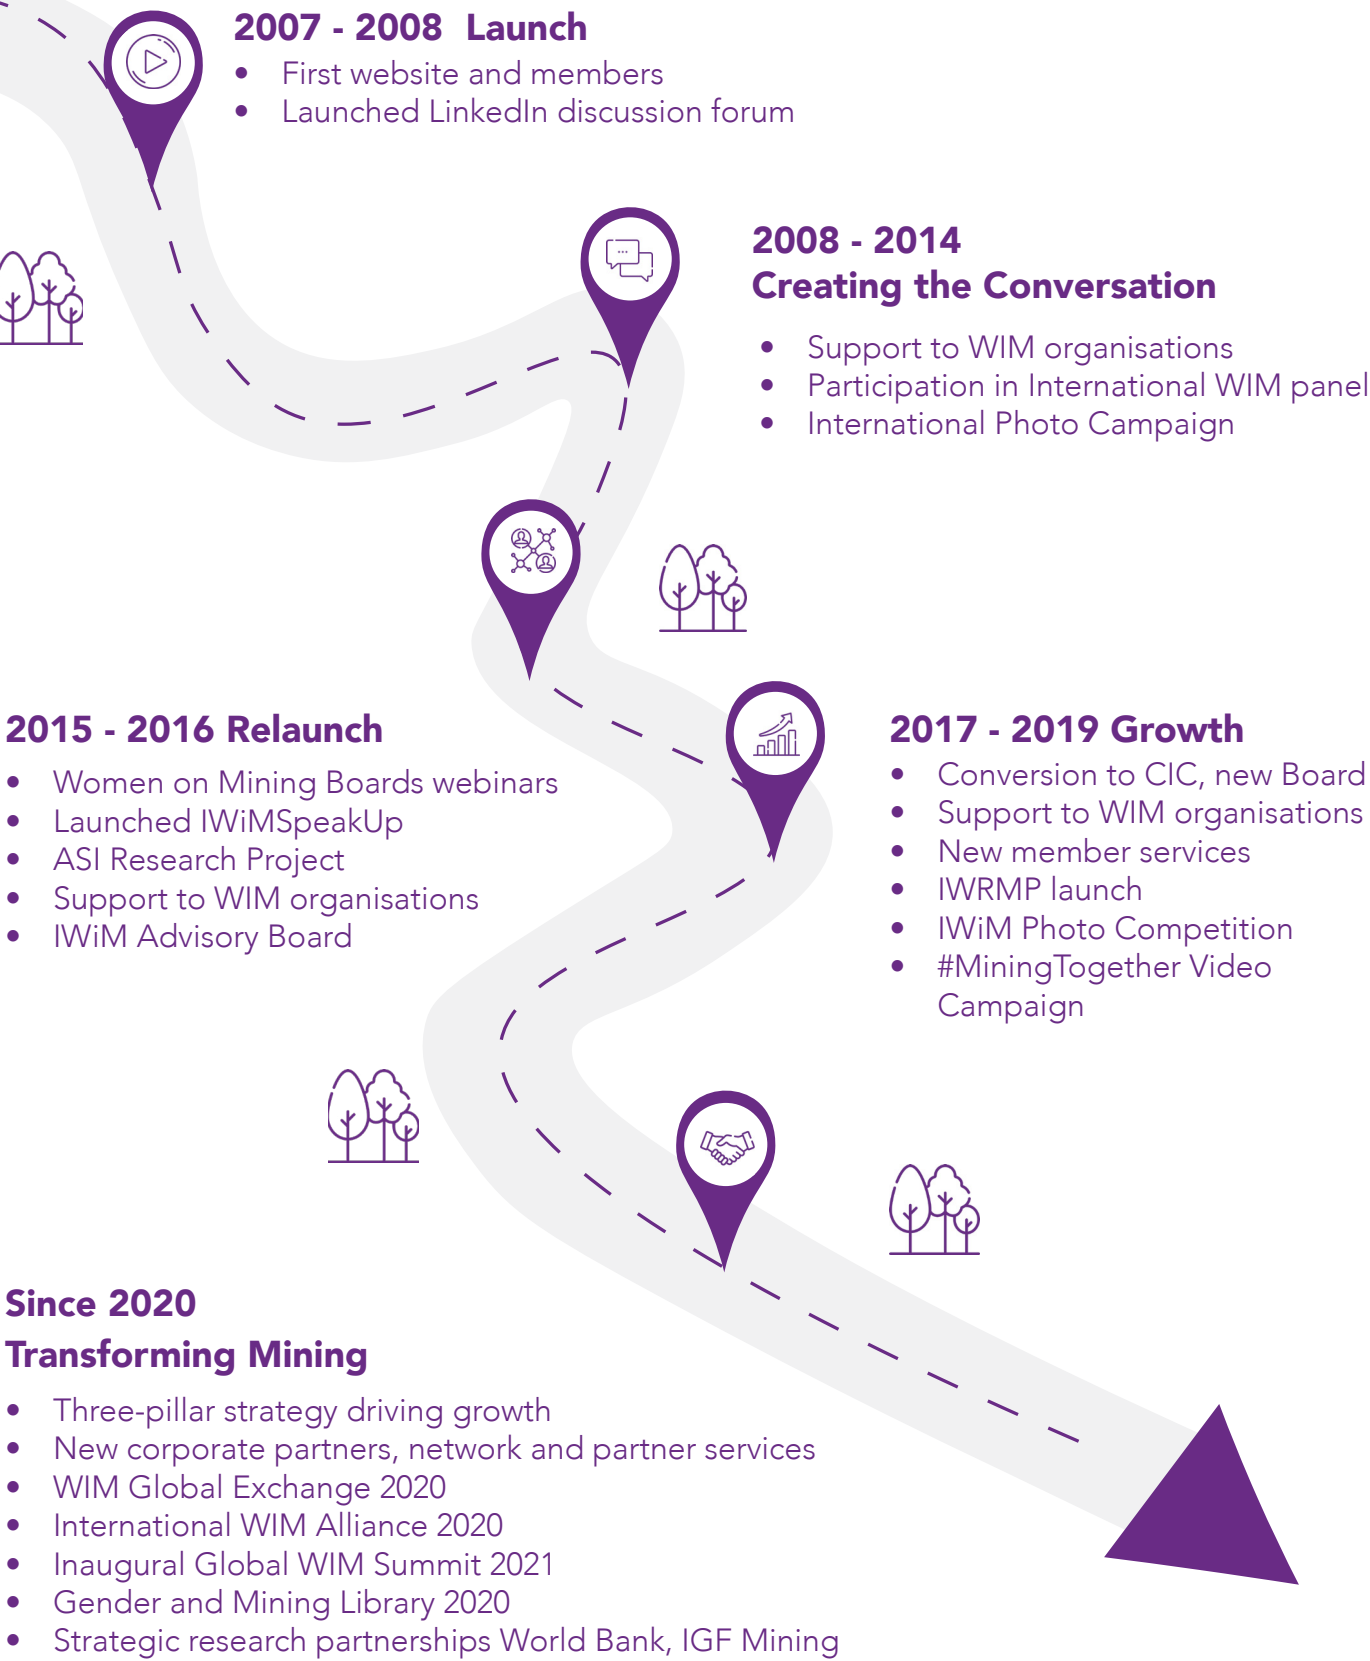 2007 - 2008 Launch
• First website and members
• Launched LinkedIn discussion forum
2008 - 2014
Creating the Conversation
• Support to WIM organisations
• Participation in International WIM panel
• International Photo Campaign
2015 - 2016 Relaunch
• Women on Mining Boards webinars
• Launched IWiMSpeakUp
• ASI Research Project
• Support to WIM organisations
• IWiM Advisory Board
2017 - 2019 Growth
• Conversion to CIC, new Board
• Support to WIM organisations
• New member services
• IWRMP launch
• IWiM Photo Competition
• #MiningTogether Video
Campaign
Since 2020
Transforming Mining
• Three-pillar strategy driving growth
• New corporate partners, network and partner services
• WIM Global Exchange 2020
• International WIM Alliance 2020
• Inaugural Global WIM Summit 2021
• Gender and Mining Library 2020
• Strategic research partnerships World Bank, IGF Mining